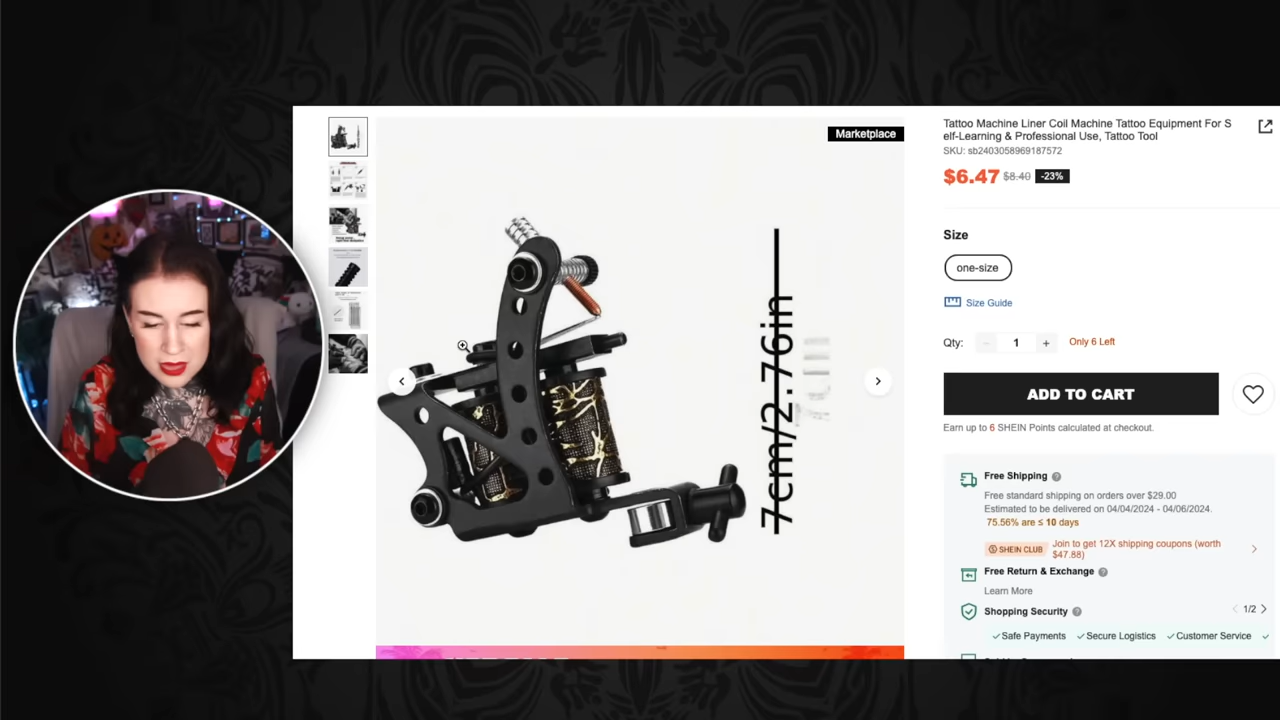 Marketplace
7cm/2.76in
Tattoo Machine Liner Coil Machine Tattoo Equipment For S
elf-Learning & Professional Use, Tattoo Tool
SKU: sb2403058969187572
$6.47 $8.40 -23%
Size
one-size
Size Guide
Qty: − 1 + Only 6 Left
ADD TO CART
Earn up to 6 SHEIN Points calculated at checkout.
Free Shipping
Free standard shipping on orders over $29.00
Estimated to be delivered on 04/04/2024 - 04/06/2024.
75.56% are ≤ 10 days
SHEIN CLUB Join to get 12X shipping coupons (worth
$47.88)
Free Return & Exchange
Learn More
Shopping Security 1/2
Safe Payments Secure Logistics Customer Service